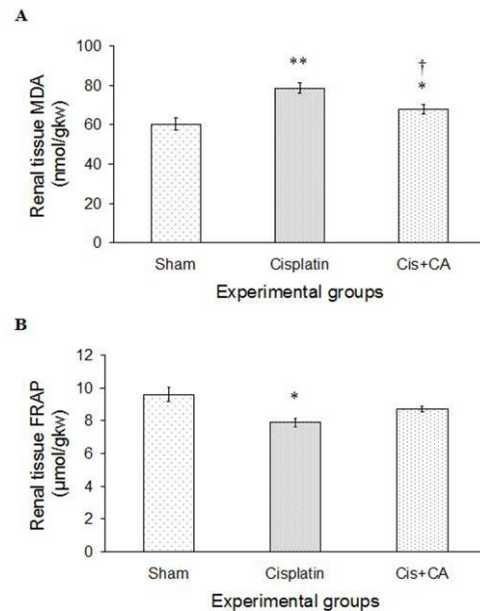 A
Renal tissue MDA
(nmol/gkw)
100
80
60
40
20
0
**
†
*
Sham Cisplatin Cis+CA
Experimental groups
B
Renal tissue FRAP
(µmol/gkw)
12
10
8
6
4
2
0
*
Sham Cisplatin Cis+CA
Experimental groups